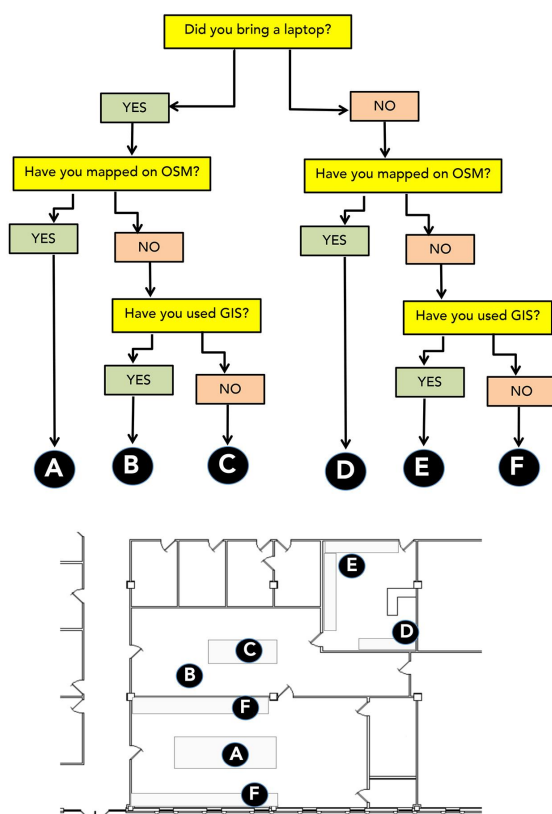 Did you bring a laptop?
YES
NO
Have you mapped on OSM?
Have you mapped on OSM?
YES
NO
YES
NO
Have you used GIS?
Have you used GIS?
YES
NO
YES
NO
A
B
C
D
E
F
E
D
C
B
F
A
F